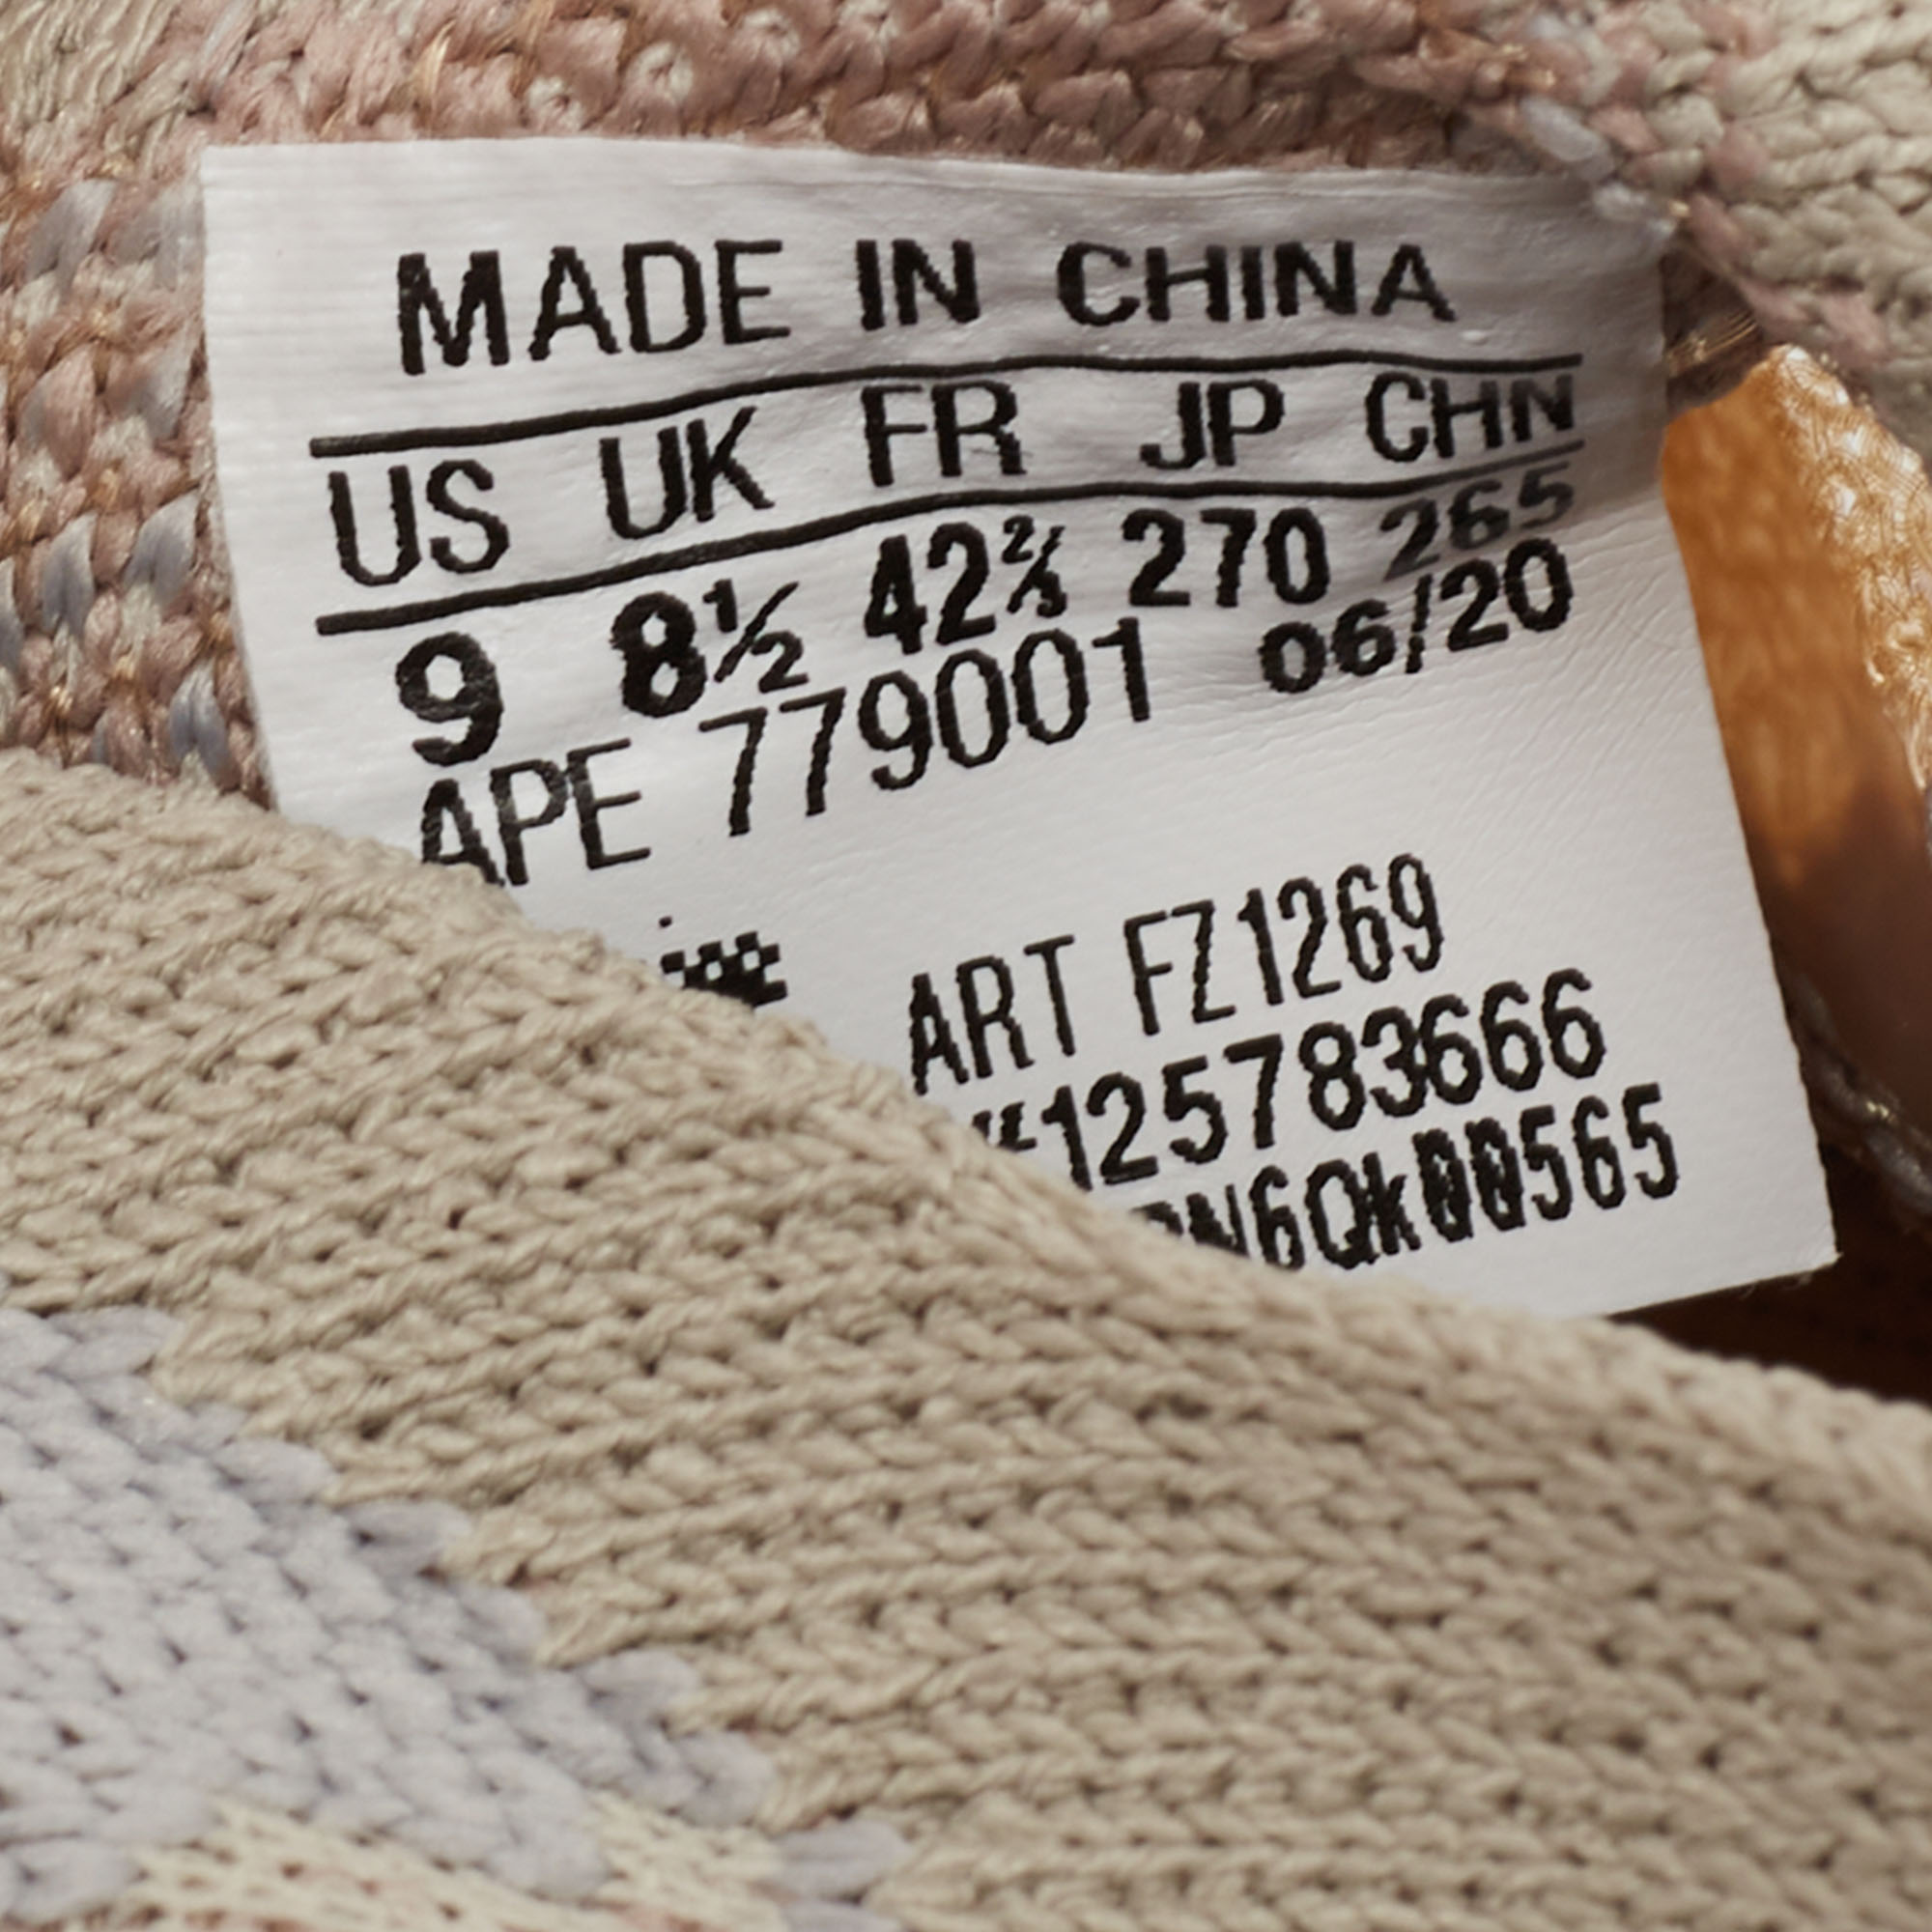 MADE IN CHINA
US UK FR JP CHN
9 8½ 42⅔ 270 265
APE 779001 06/20
ART FZ1269
#125783666
N6Qk00565